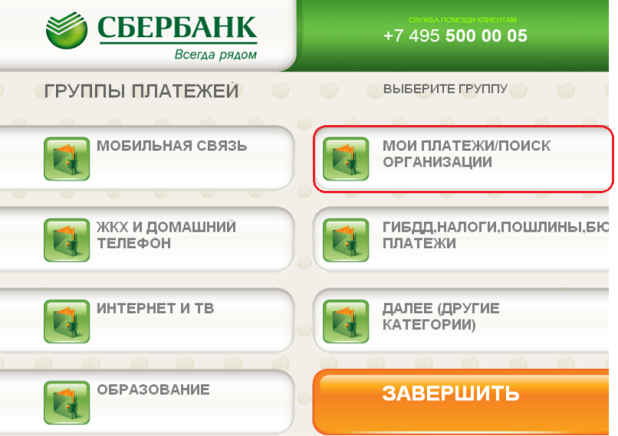 СБЕРБАНК
Всегда рядом
СЛУЖБА ПОМОЩИ КЛИЕНТАМ
+7 495 500 00 05
ГРУППЫ ПЛАТЕЖЕЙ
ВЫБЕРИТЕ ГРУППУ
МОБИЛЬНАЯ СВЯЗЬ
МОИ ПЛАТЕЖИ/ПОИСК
ОРГАНИЗАЦИИ
ЖКХ И ДОМАШНИЙ
ТЕЛЕФОН
ГИБДД,НАЛОГИ,ПОШЛИНЫ,БЮ
ПЛАТЕЖИ
ИНТЕРНЕТ И ТВ
ДАЛЕЕ (ДРУГИЕ
КАТЕГОРИИ)
ОБРАЗОВАНИЕ
ЗАВЕРШИТЬ